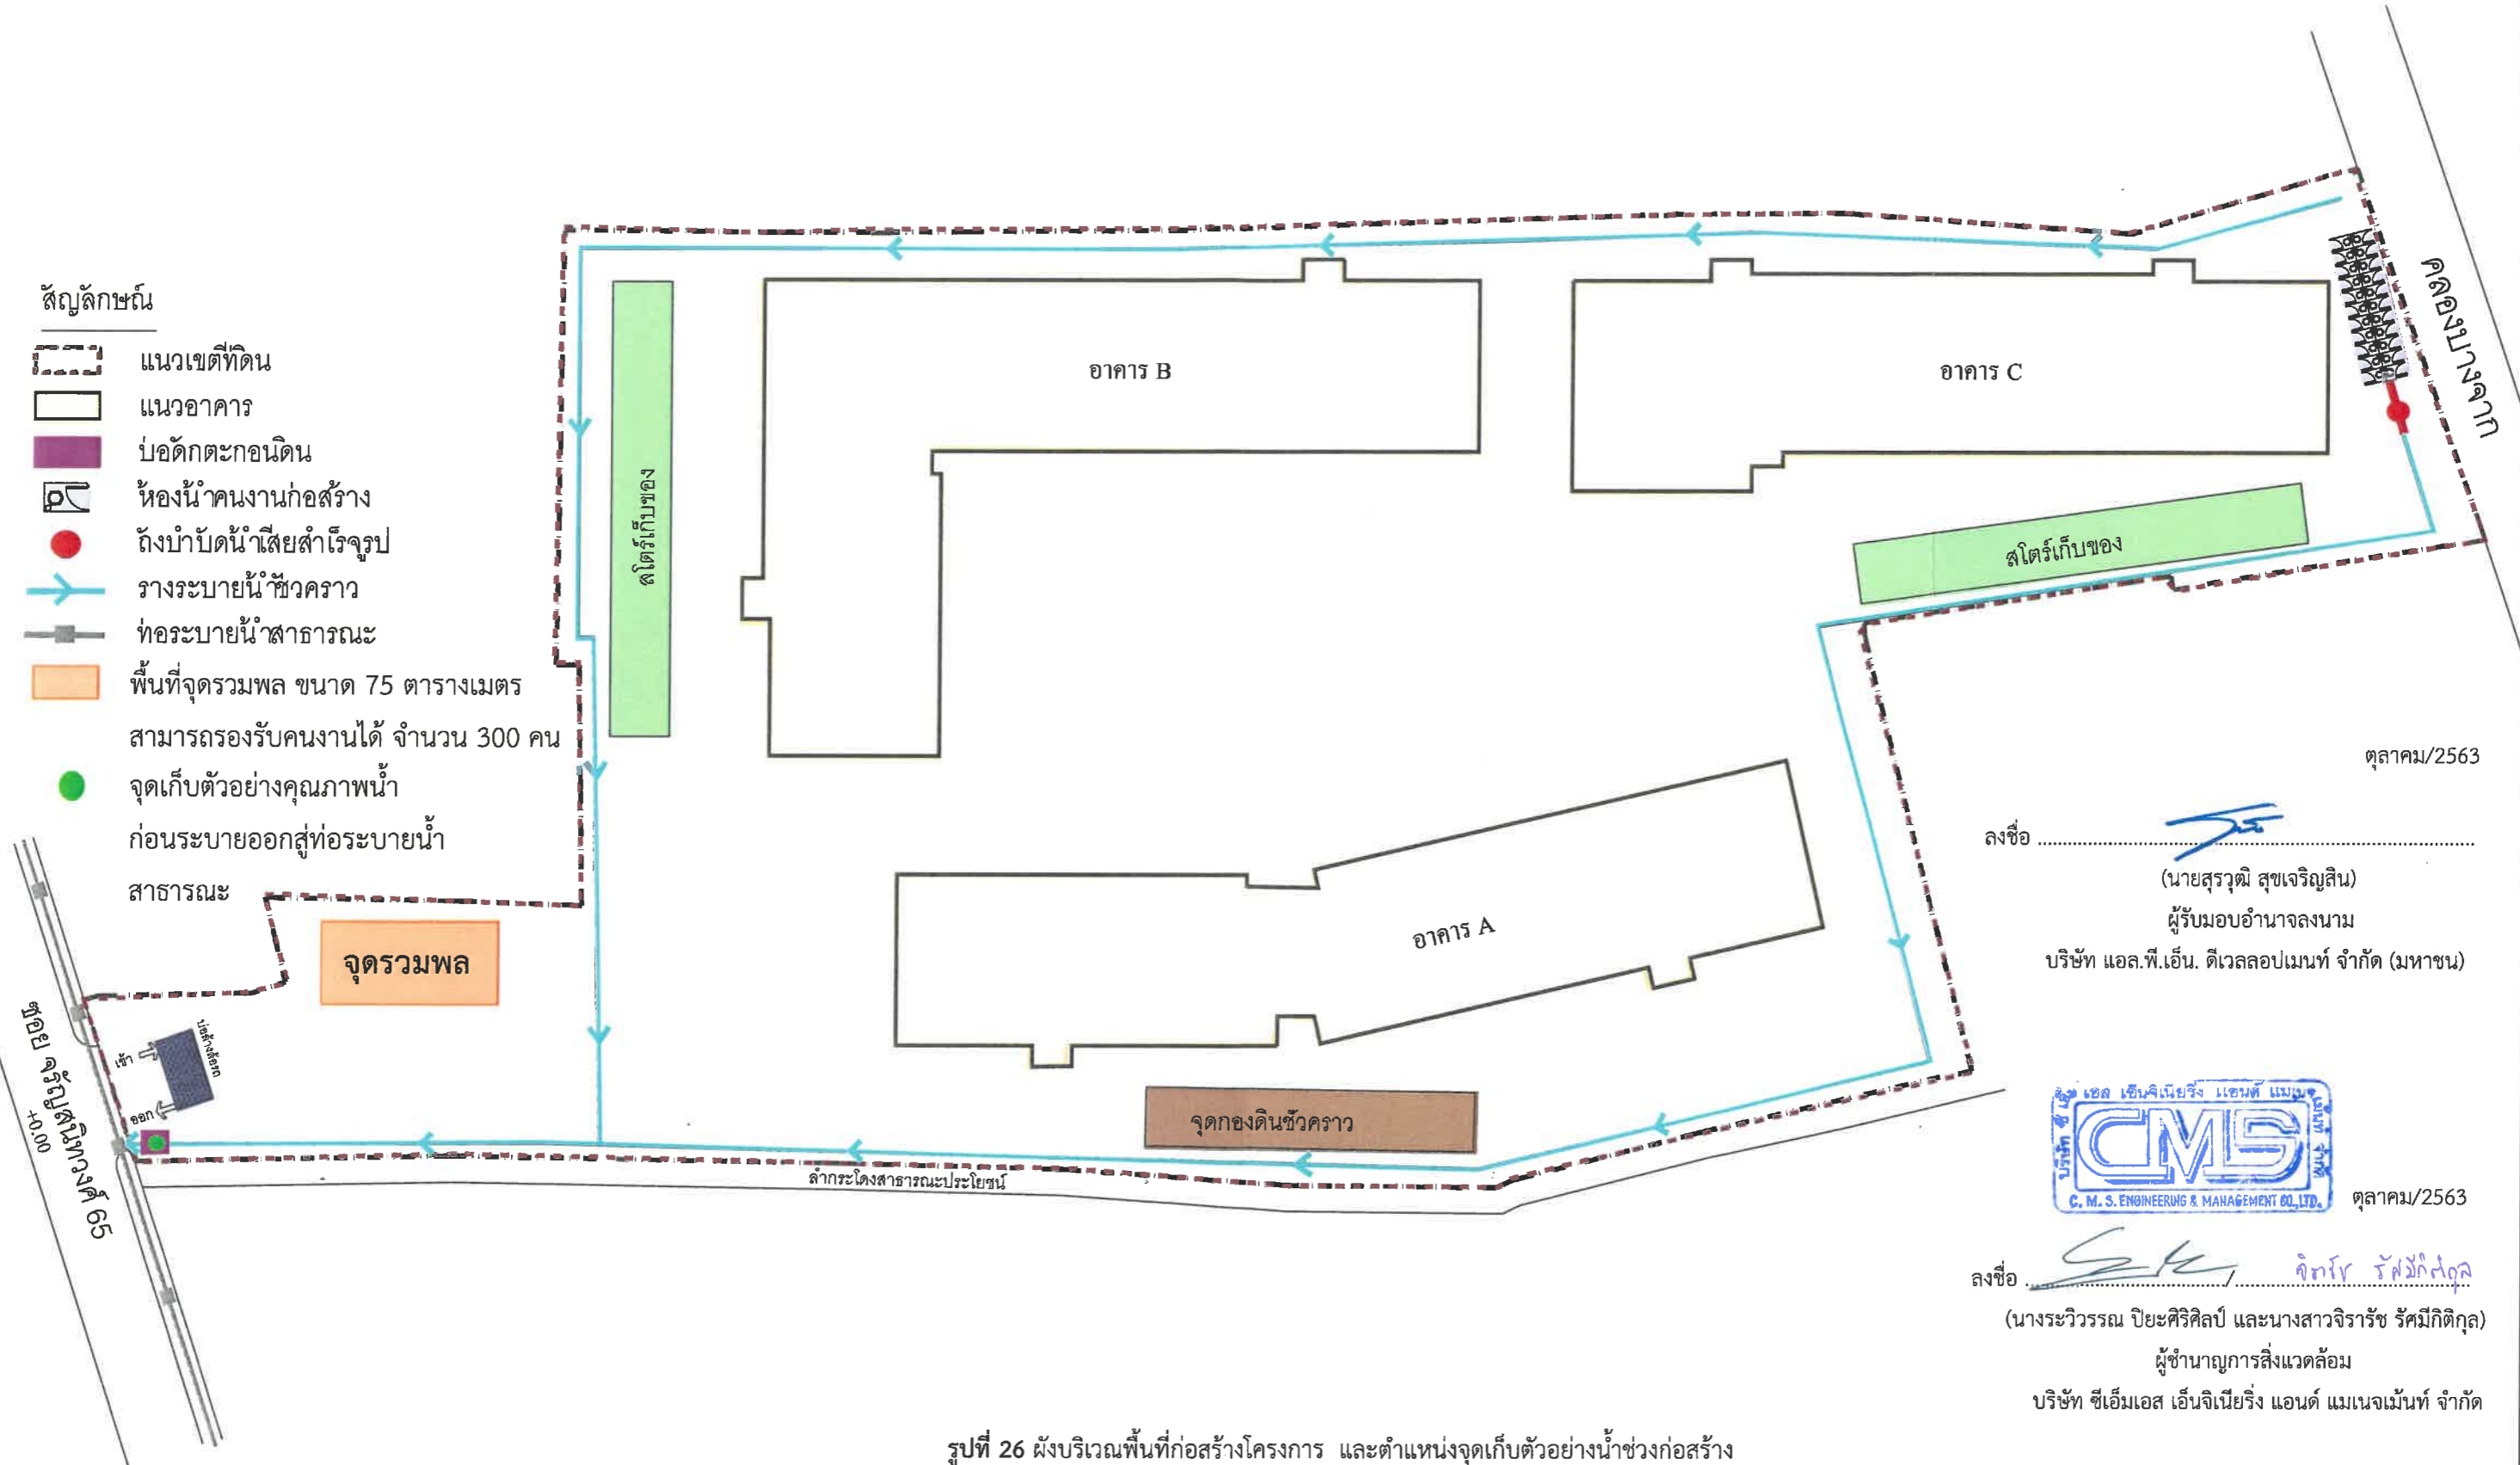 สัญลักษณ์
แนวเขตที่ดิน
แนวอาคาร
บ่อดักตะกอนดิน
ห้องน้ำคนงานก่อสร้าง
ถังบำบัดน้ำเสียสำเร็จรูป
รางระบายน้ำชั่วคราว
ท่อระบายน้ำสาธารณะ
พื้นที่จุดรวมพล ขนาด 75 ตารางเมตร
สามารถรองรับคนงานได้ จำนวน 300 คน
จุดเก็บตัวอย่างคุณภาพน้ำ
ก่อนระบายออกสู่ท่อระบายน้ำ
สาธารณะ
อาคาร B
อาคาร C
คลองบางจาก
สโตร์เก็บของ
สโตร์เก็บของ
อาคาร A
จุดรวมพล
บ่อล้างล้อรถ
เข้า
ออก
ซอย จรัญสนิทวงศ์ 65
+0.00
จุดกองดินชั่วคราว
ลำกระโดงสาธารณะประโยชน์
ตุลาคม/2563
ลงชื่อ
(นายสุรวุฒิ สุขเจริญสิน)
ผู้รับมอบอำนาจลงนาม
บริษัท แอล.พี.เอ็น. ดีเวลลอปเมนท์ จำกัด (มหาชน)
CMS
C. M. S. ENGINEERING & MANAGEMENT CO.,LTD.
ตุลาคม/2563
ลงชื่อ / จิรารัช รัศมีกิติกุล
(นางระวิวรรณ ปิยะศิริศิลป์ และนางสาวจิรารัช รัศมีกิติกุล)
ผู้ชำนาญการสิ่งแวดล้อม
บริษัท ซีเอ็มเอส เอ็นจิเนียริ่ง แอนด์ แมเนจเม้นท์ จำกัด
รูปที่ 26 ผังบริเวณพื้นที่ก่อสร้างโครงการ และตำแหน่งจุดเก็บตัวอย่างน้ำช่วงก่อสร้าง